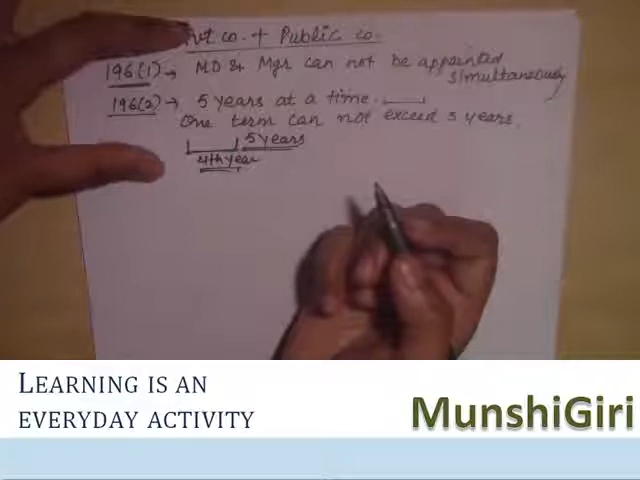 Pvt co. + Public co.
196(1) → MD & Mgr can not be appointed
simultaneously
196(2) → 5 years at a time.
One term can not exceed 5 years.
5 years
4th year
LEARNING IS AN
EVERYDAY ACTIVITY
MunshiGiri